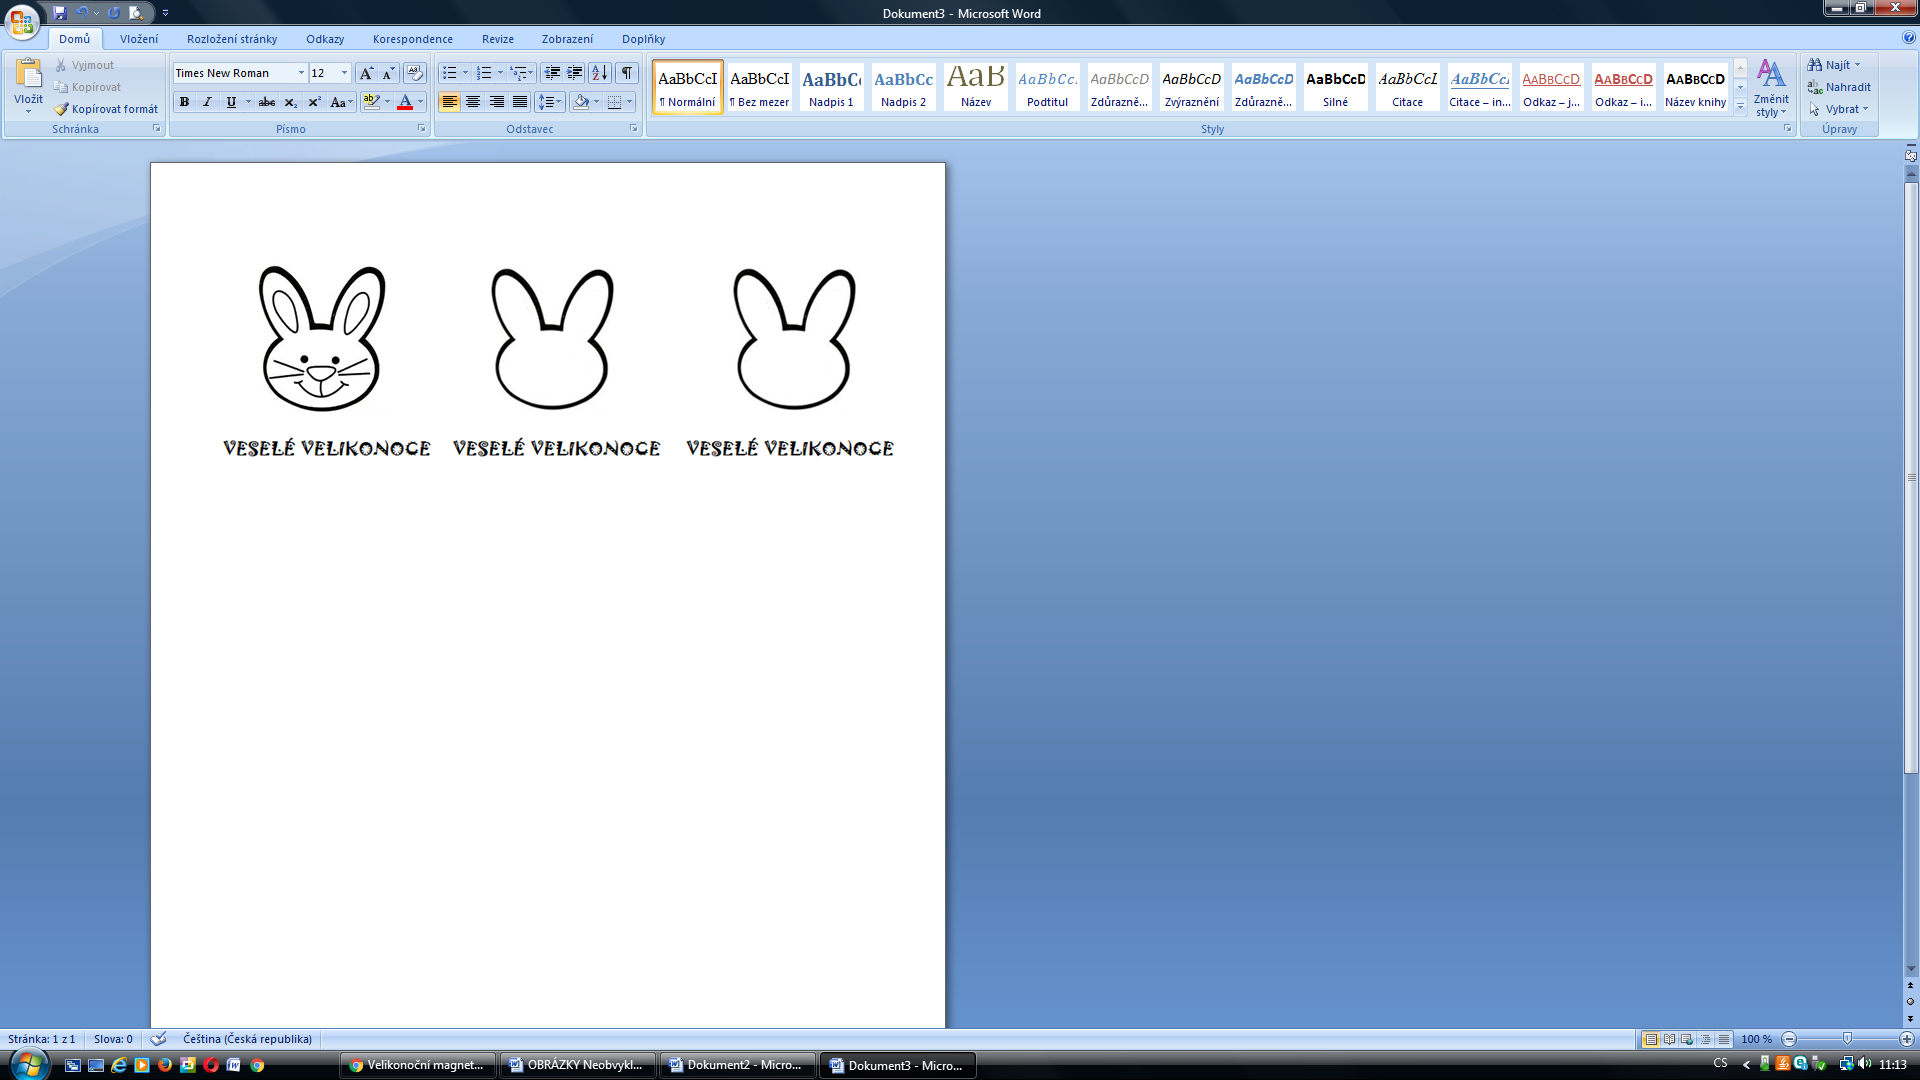 Dokument3 - Microsoft Word
Domů Vložení Rozložení stránky Odkazy Korespondence Revize Zobrazení Doplňky
Vložit
Vyjmout
Kopírovat
Kopírovat formát
Schránka
Times New Roman 12
Písmo
Odstavec
AaBbCcI AaBbCcI AaBbC AaBbCc AaB AaBbCc. AaBbCcD AaBbCcD AaBbCcD AaBbCcD AaBbCcI AaBbCcI AaBbCcD AaBbCcD AaBbCcD
¶ Normální ¶ Bez mezer Nadpis 1 Nadpis 2 Název Podtitul Zdůrazně... Zvýraznění Zdůrazně... Silné Citace Citace – in... Odkaz – j... Odkaz – i... Název knihy
Změnit styly
Styly
Najít
Nahradit
Vybrat
Úpravy
VESELÉ VELIKONOCE VESELÉ VELIKONOCE VESELÉ VELIKONOCE
Stránka: 1 z 1 Slova: 0 Čeština (Česká republika) 100 %
Velikonoční magnet... OBRÁZKY Neobvykl... Dokument2 - Micro... Dokument3 - Micro... CS 11:13